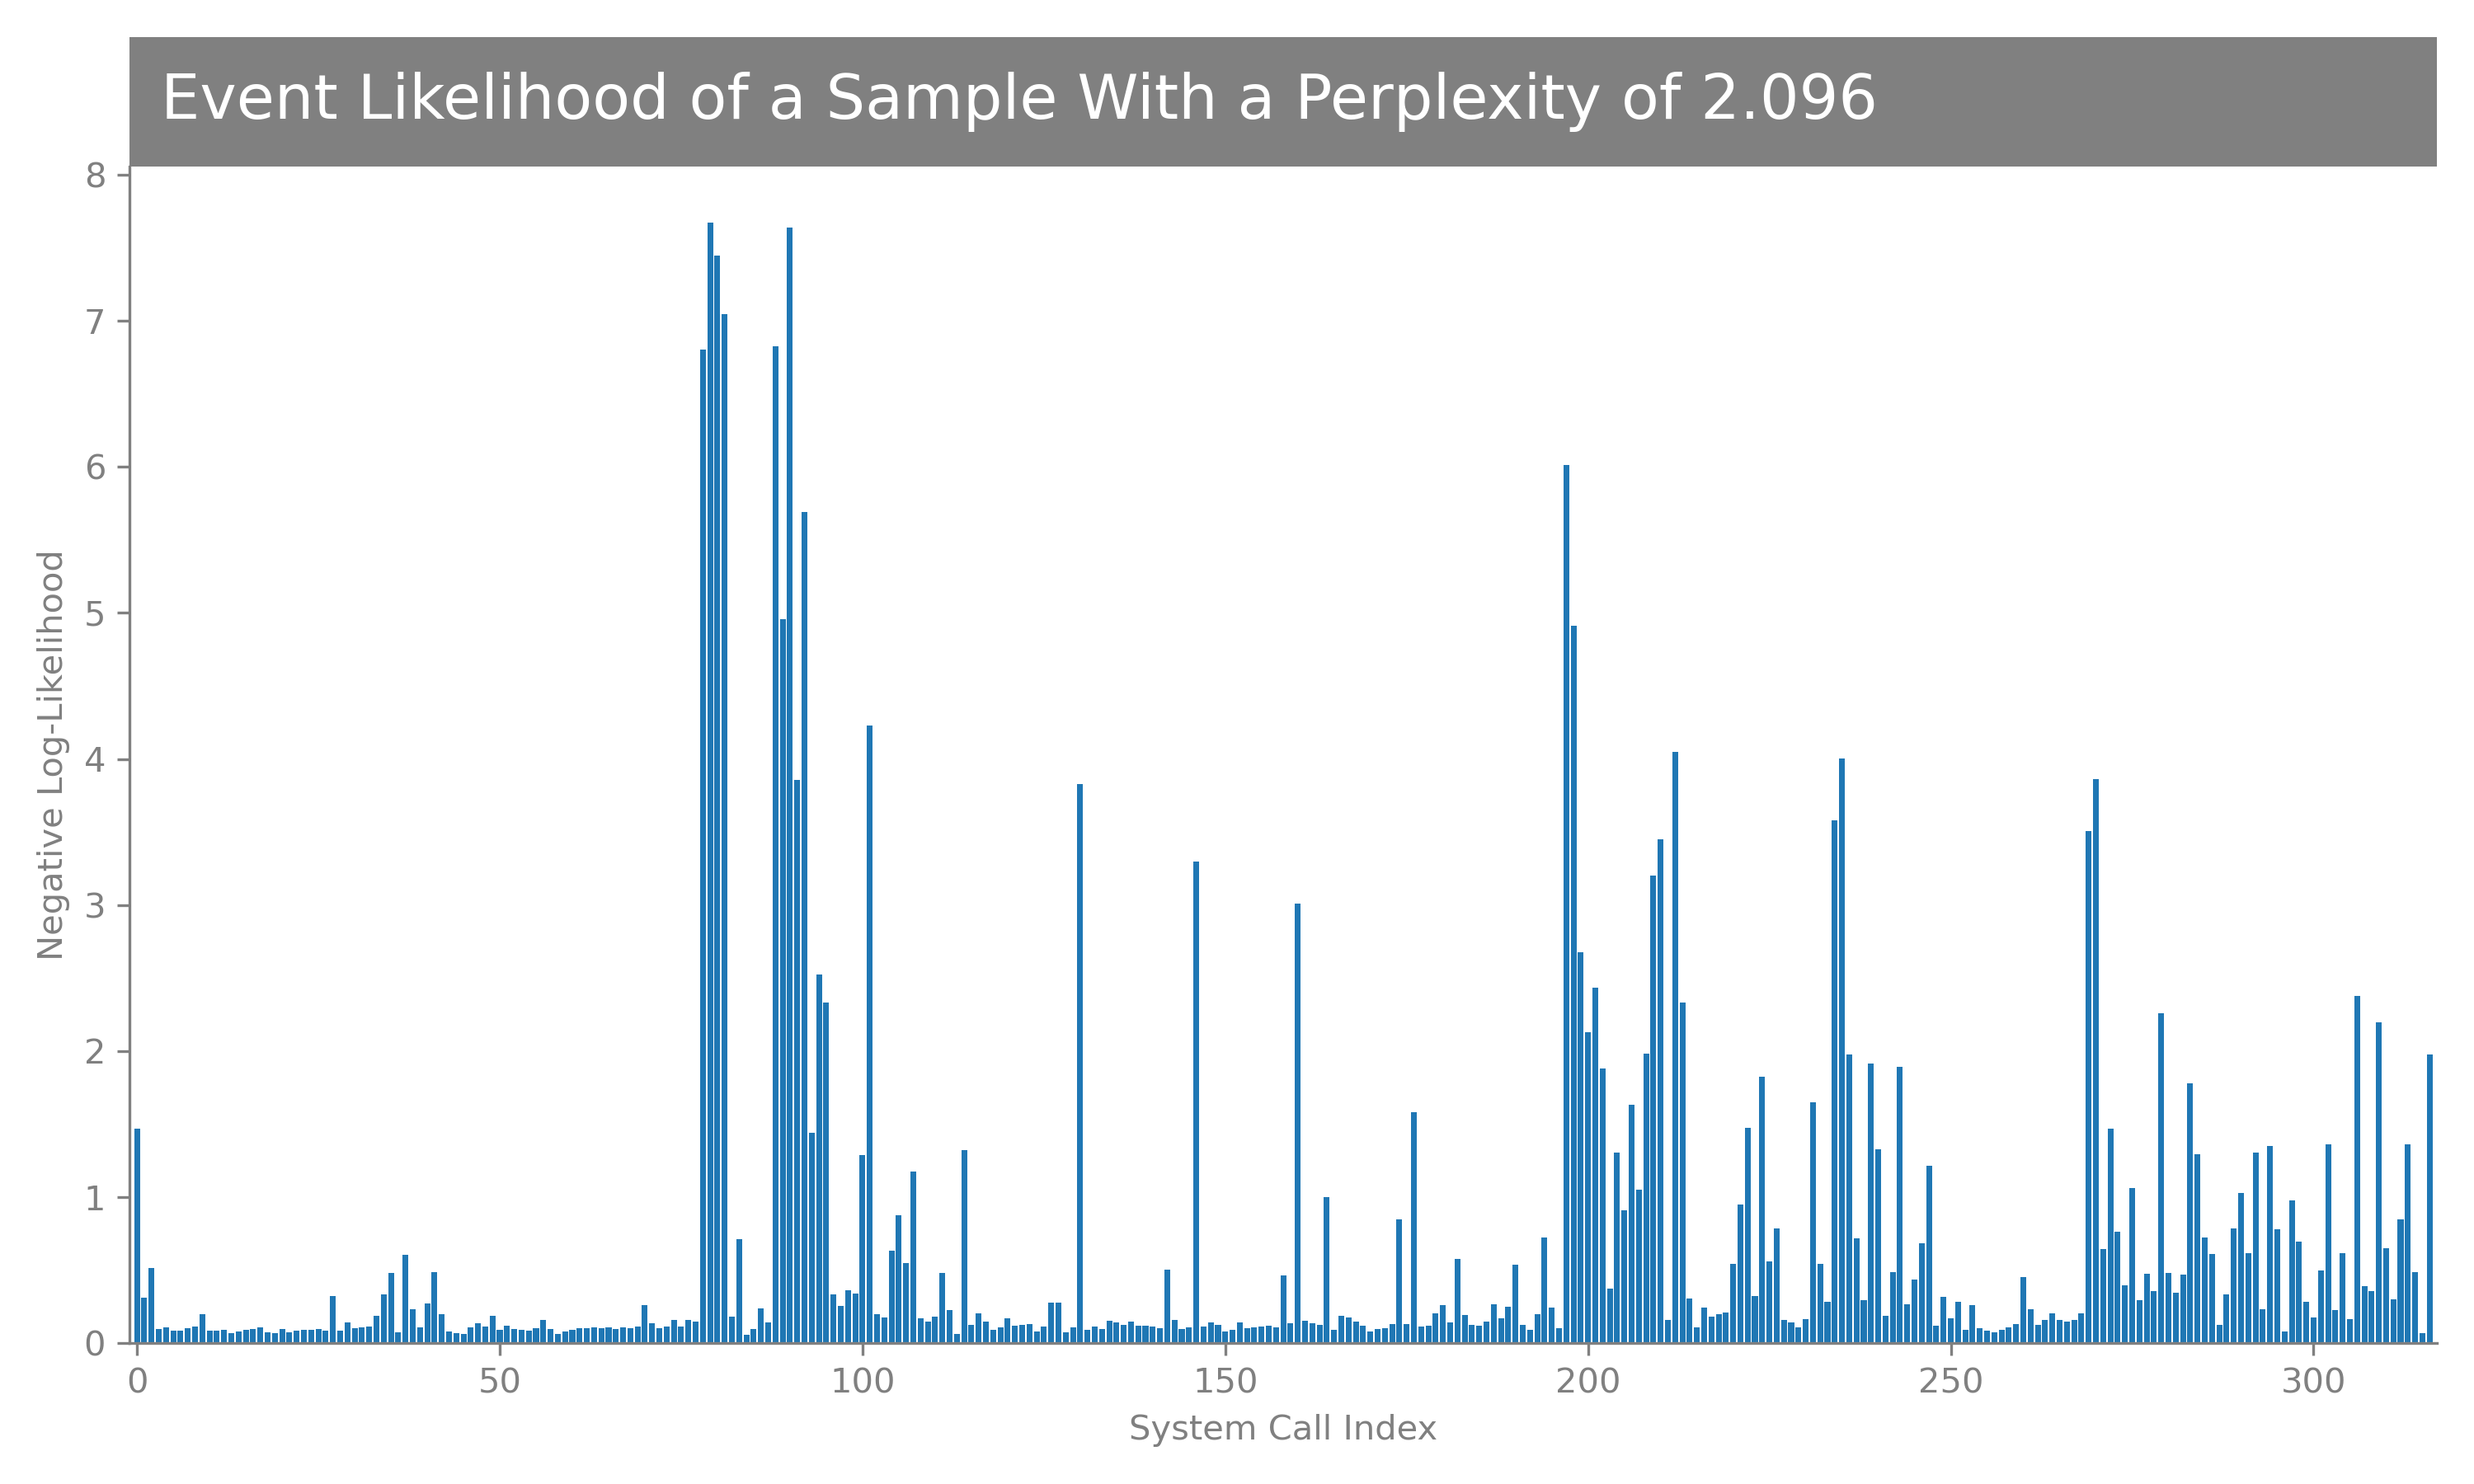 Event Likelihood of a Sample With a Perplexity of 2.096
8
7
6
5
4
3
2
1
0
Negative Log-Likelihood
0 50 100 150 200 250 300
System Call Index